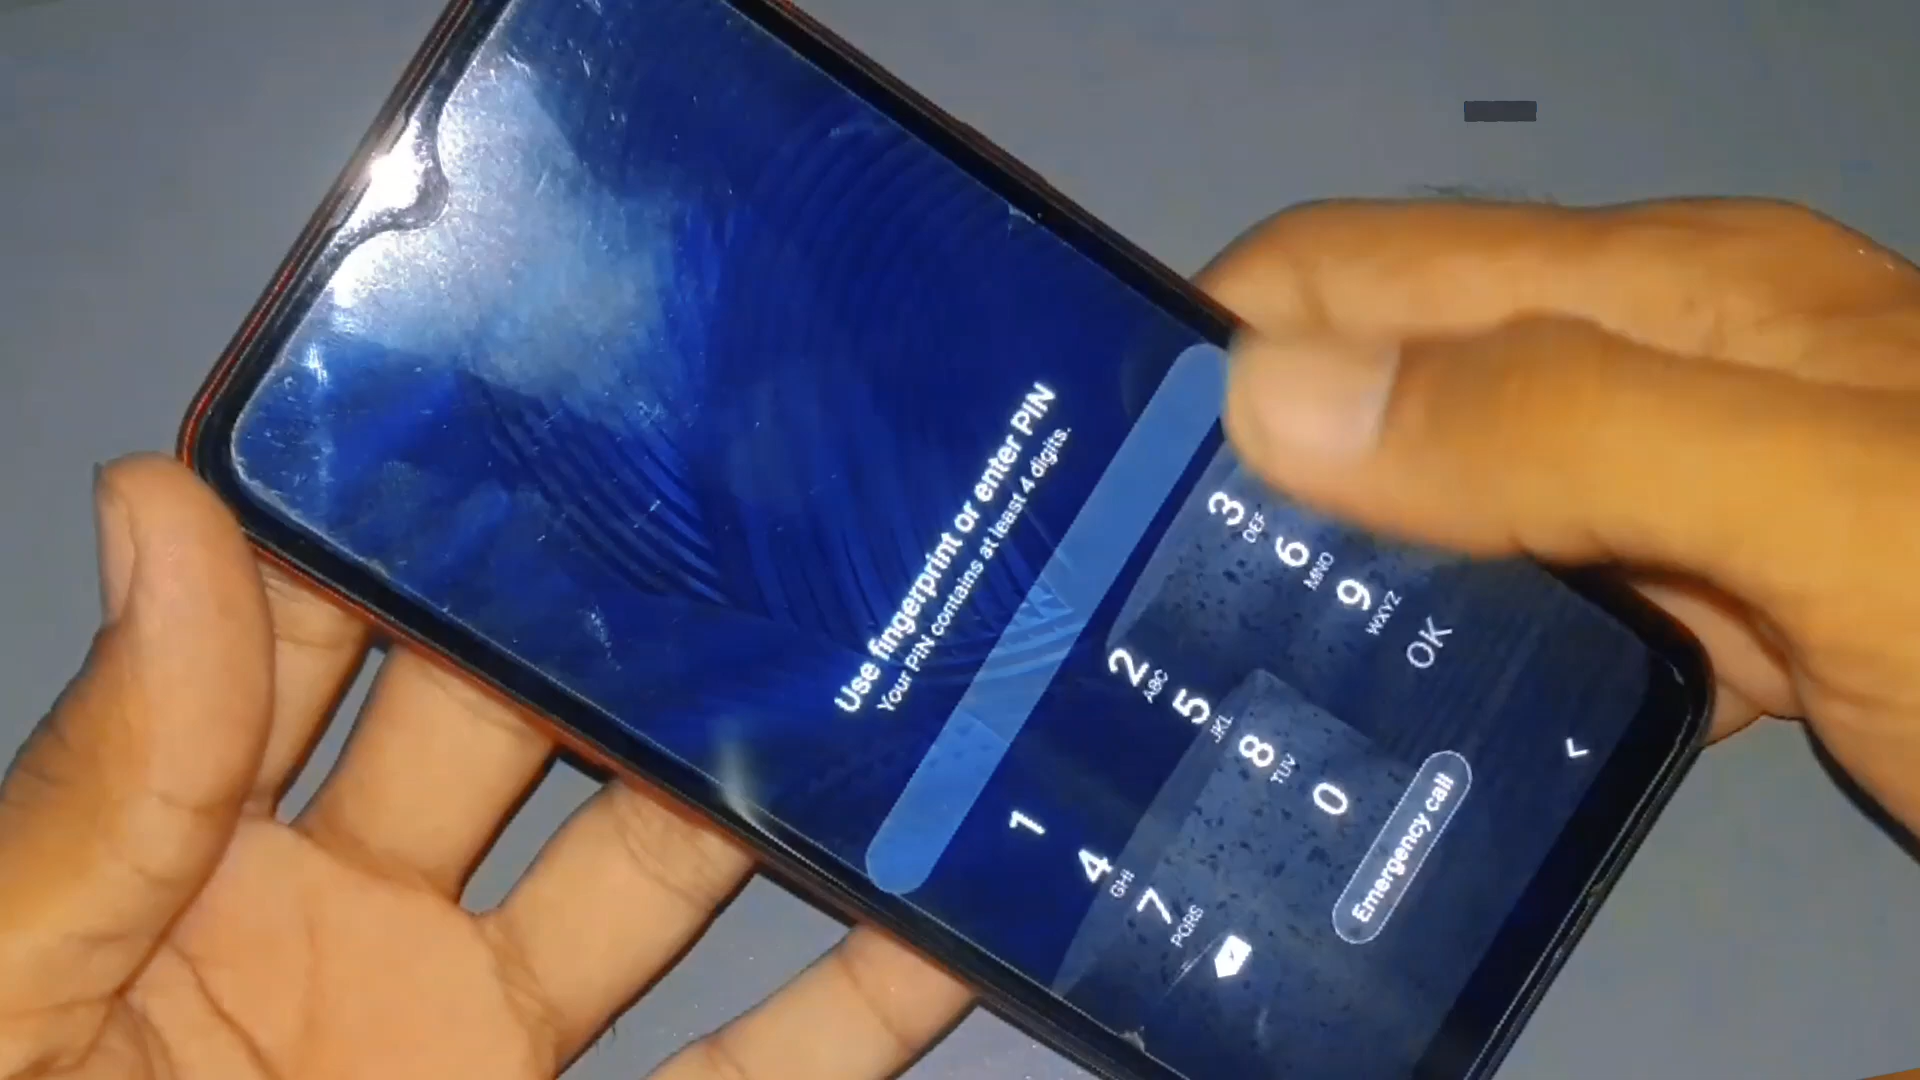 Use fingerprint or enter PIN
Your PIN contains at least 4 digits.
1
2 ABC
3 DEF
4 GHI
5 JKL
6 MNO
7 PQRS
8 TUV
9 WXYZ
0
OK
Emergency call